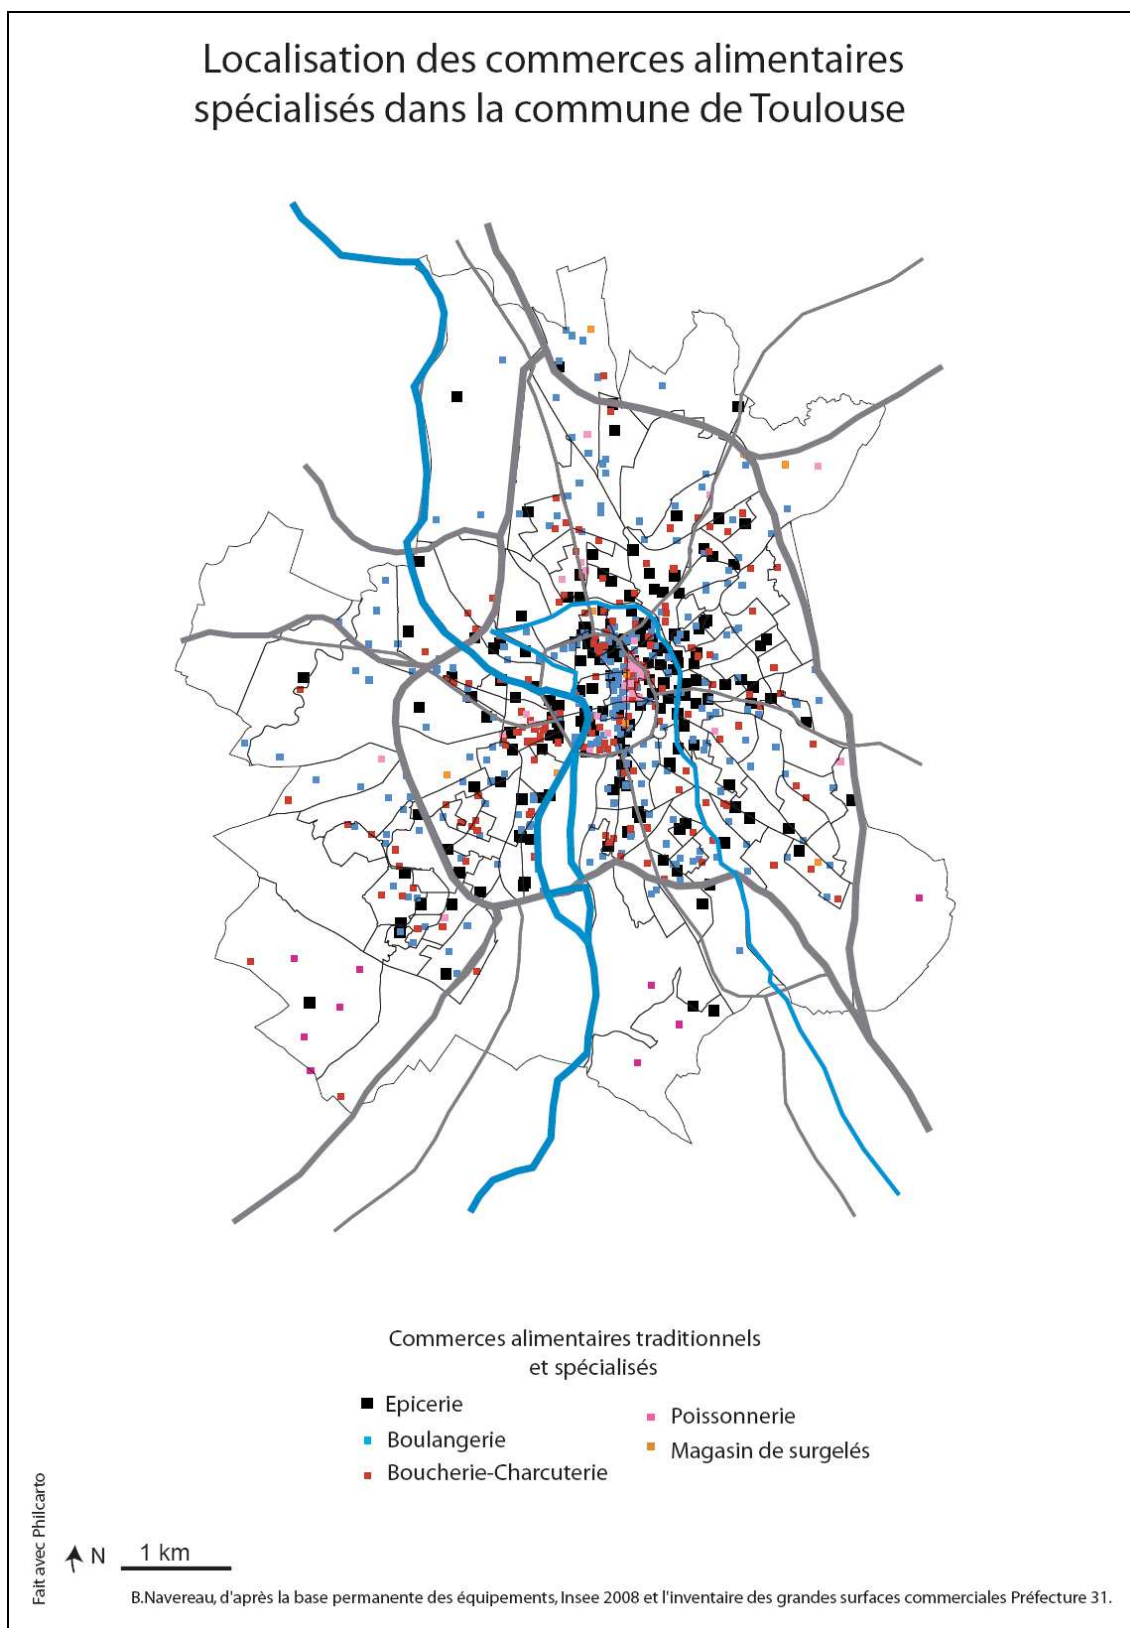 Localisation des commerces alimentaires
spécialisés dans la commune de Toulouse
Commerces alimentaires traditionnels
et spécialisés
Epicerie
Boulangerie
Boucherie-Charcuterie
Poissonnerie
Magasin de surgelés
Fait avec Philcarto
N
1 km
B.Navereau, d'après la base permanente des équipements, Insee 2008 et l'inventaire des grandes surfaces commerciales Préfecture 31.